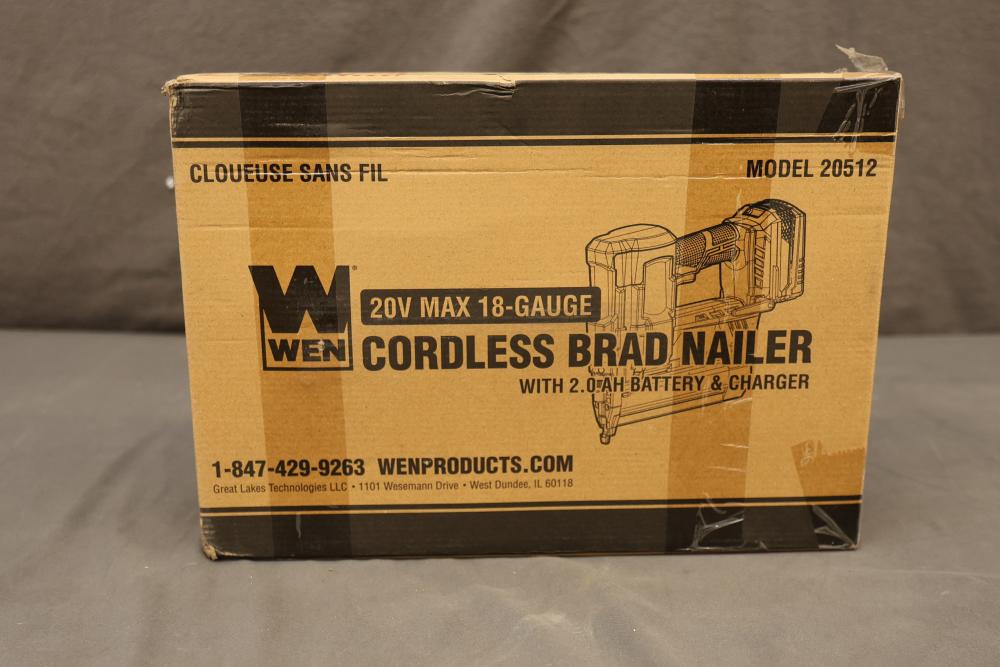 CLOUEUSE SANS FIL
MODEL 20512
WEN®
20V MAX 18-GAUGE
CORDLESS BRAD NAILER
WITH 2.0 AH BATTERY & CHARGER
1-847-429-9263 WENPRODUCTS.COM
Great Lakes Technologies LLC • 1101 Wesemann Drive • West Dundee, IL 60118